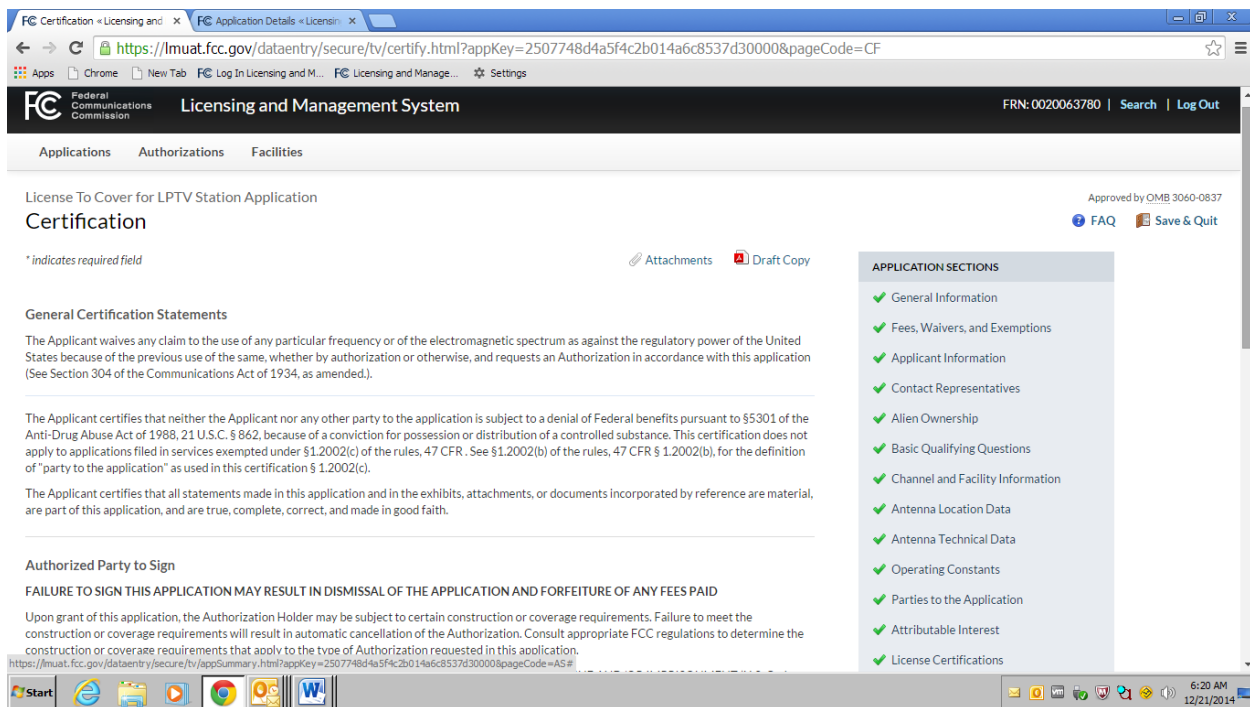 FCC Certification « Licensing and × FCC Application Details « Licensin ×
https://lmuat.fcc.gov/dataentry/secure/tv/certify.html?appKey=2507748d4a5f4c2b014a6c8537d30000&pageCode=CF
Apps Chrome New Tab FCC Log In Licensing and M... FCC Licensing and Manage... Settings
FCC Federal Communications Commission Licensing and Management System FRN: 0020063780 | Search | Log Out
Applications Authorizations Facilities
License To Cover for LPTV Station Application
Approved by OMB 3060-0837
Certification
FAQ Save & Quit
* indicates required field
Attachments Draft Copy
General Certification Statements
The Applicant waives any claim to the use of any particular frequency or of the electromagnetic spectrum as against the regulatory power of the United
States because of the previous use of the same, whether by authorization or otherwise, and requests an Authorization in accordance with this application
(See Section 304 of the Communications Act of 1934, as amended.).
The Applicant certifies that neither the Applicant nor any other party to the application is subject to a denial of Federal benefits pursuant to §5301 of the
Anti-Drug Abuse Act of 1988, 21 U.S.C. § 862, because of a conviction for possession or distribution of a controlled substance. This certification does not
apply to applications filed in services exempted under §1.2002(c) of the rules, 47 CFR . See §1.2002(b) of the rules, 47 CFR § 1.2002(b), for the definition
of "party to the application" as used in this certification § 1.2002(c).
The Applicant certifies that all statements made in this application and in the exhibits, attachments, or documents incorporated by reference are material,
are part of this application, and are true, complete, correct, and made in good faith.
Authorized Party to Sign
FAILURE TO SIGN THIS APPLICATION MAY RESULT IN DISMISSAL OF THE APPLICATION AND FORFEITURE OF ANY FEES PAID
Upon grant of this application, the Authorization Holder may be subject to certain construction or coverage requirements. Failure to meet the
construction or coverage requirements will result in automatic cancellation of the Authorization. Consult appropriate FCC regulations to determine the
construction or coverage requirements that apply to the type of Authorization requested in this application.
https://lmuat.fcc.gov/dataentry/secure/tv/appSummary.html?appKey=2507748d4a5f4c2b014a6c8537d30000&pageCode=AS#
APPLICATION SECTIONS
General Information
Fees, Waivers, and Exemptions
Applicant Information
Contact Representatives
Alien Ownership
Basic Qualifying Questions
Channel and Facility Information
Antenna Location Data
Antenna Technical Data
Operating Constants
Parties to the Application
Attributable Interest
License Certifications
Start
6:20 AM
12/21/2014